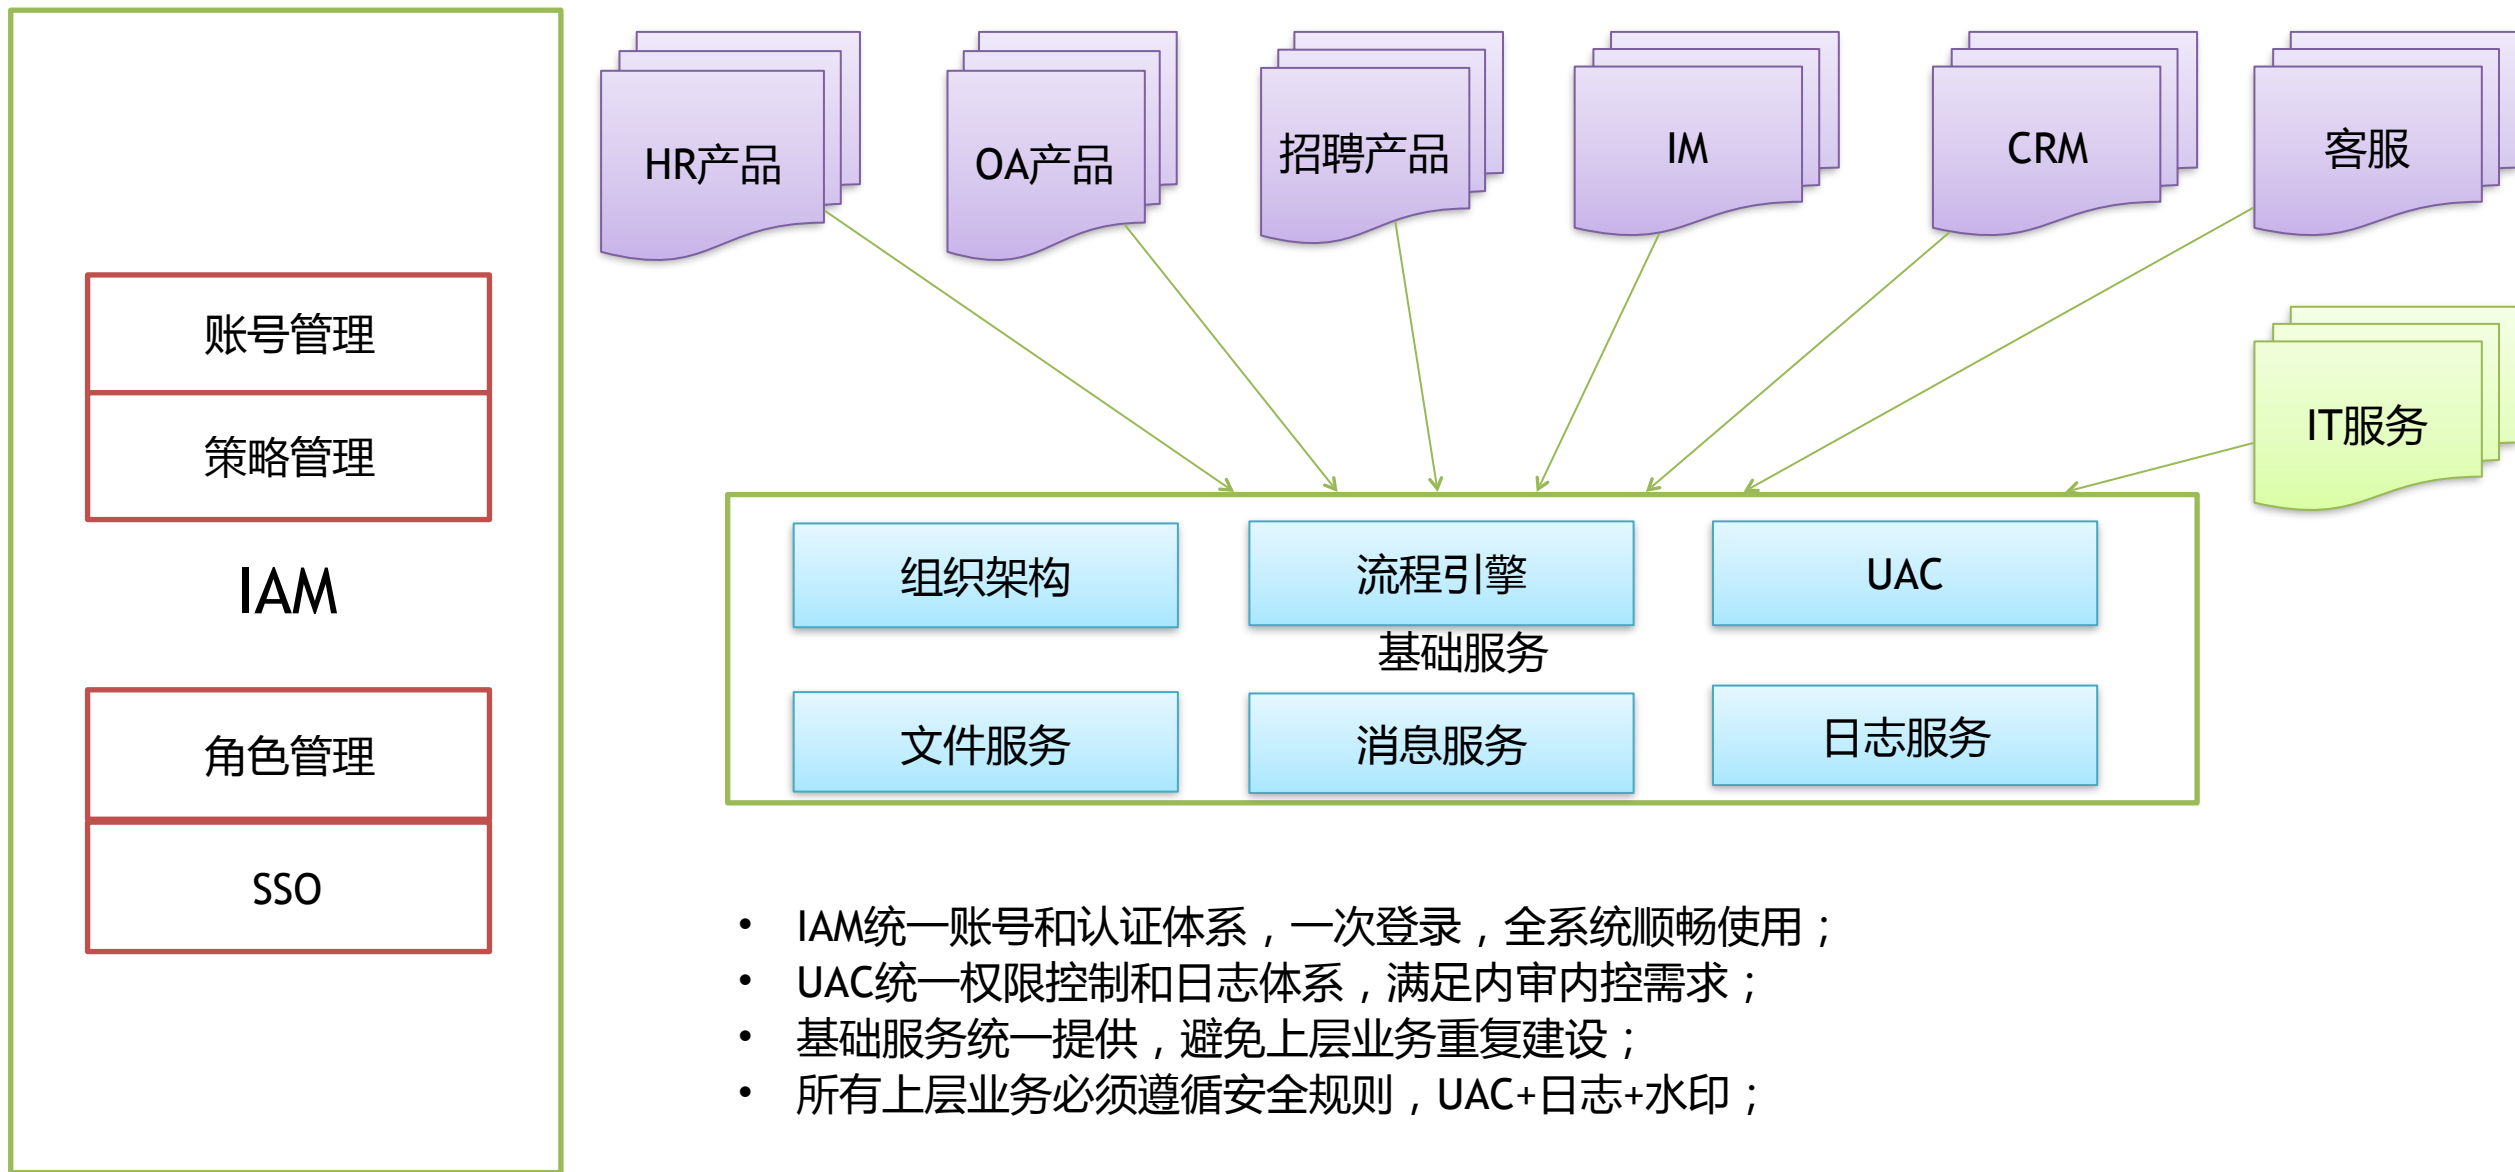 HR产品
OA产品
招聘产品
IM
CRM
客服
账号管理
策略管理
IAM
角色管理
SSO
IT服务
组织架构
流程引擎
UAC
基础服务
文件服务
消息服务
日志服务
• IAM统一账号和认证体系，一次登录，全系统顺畅使用；
• UAC统一权限控制和日志体系，满足内审内控需求；
• 基础服务统一提供，避免上层业务重复建设；
• 所有上层业务必须遵循安全规则，UAC+日志+水印；